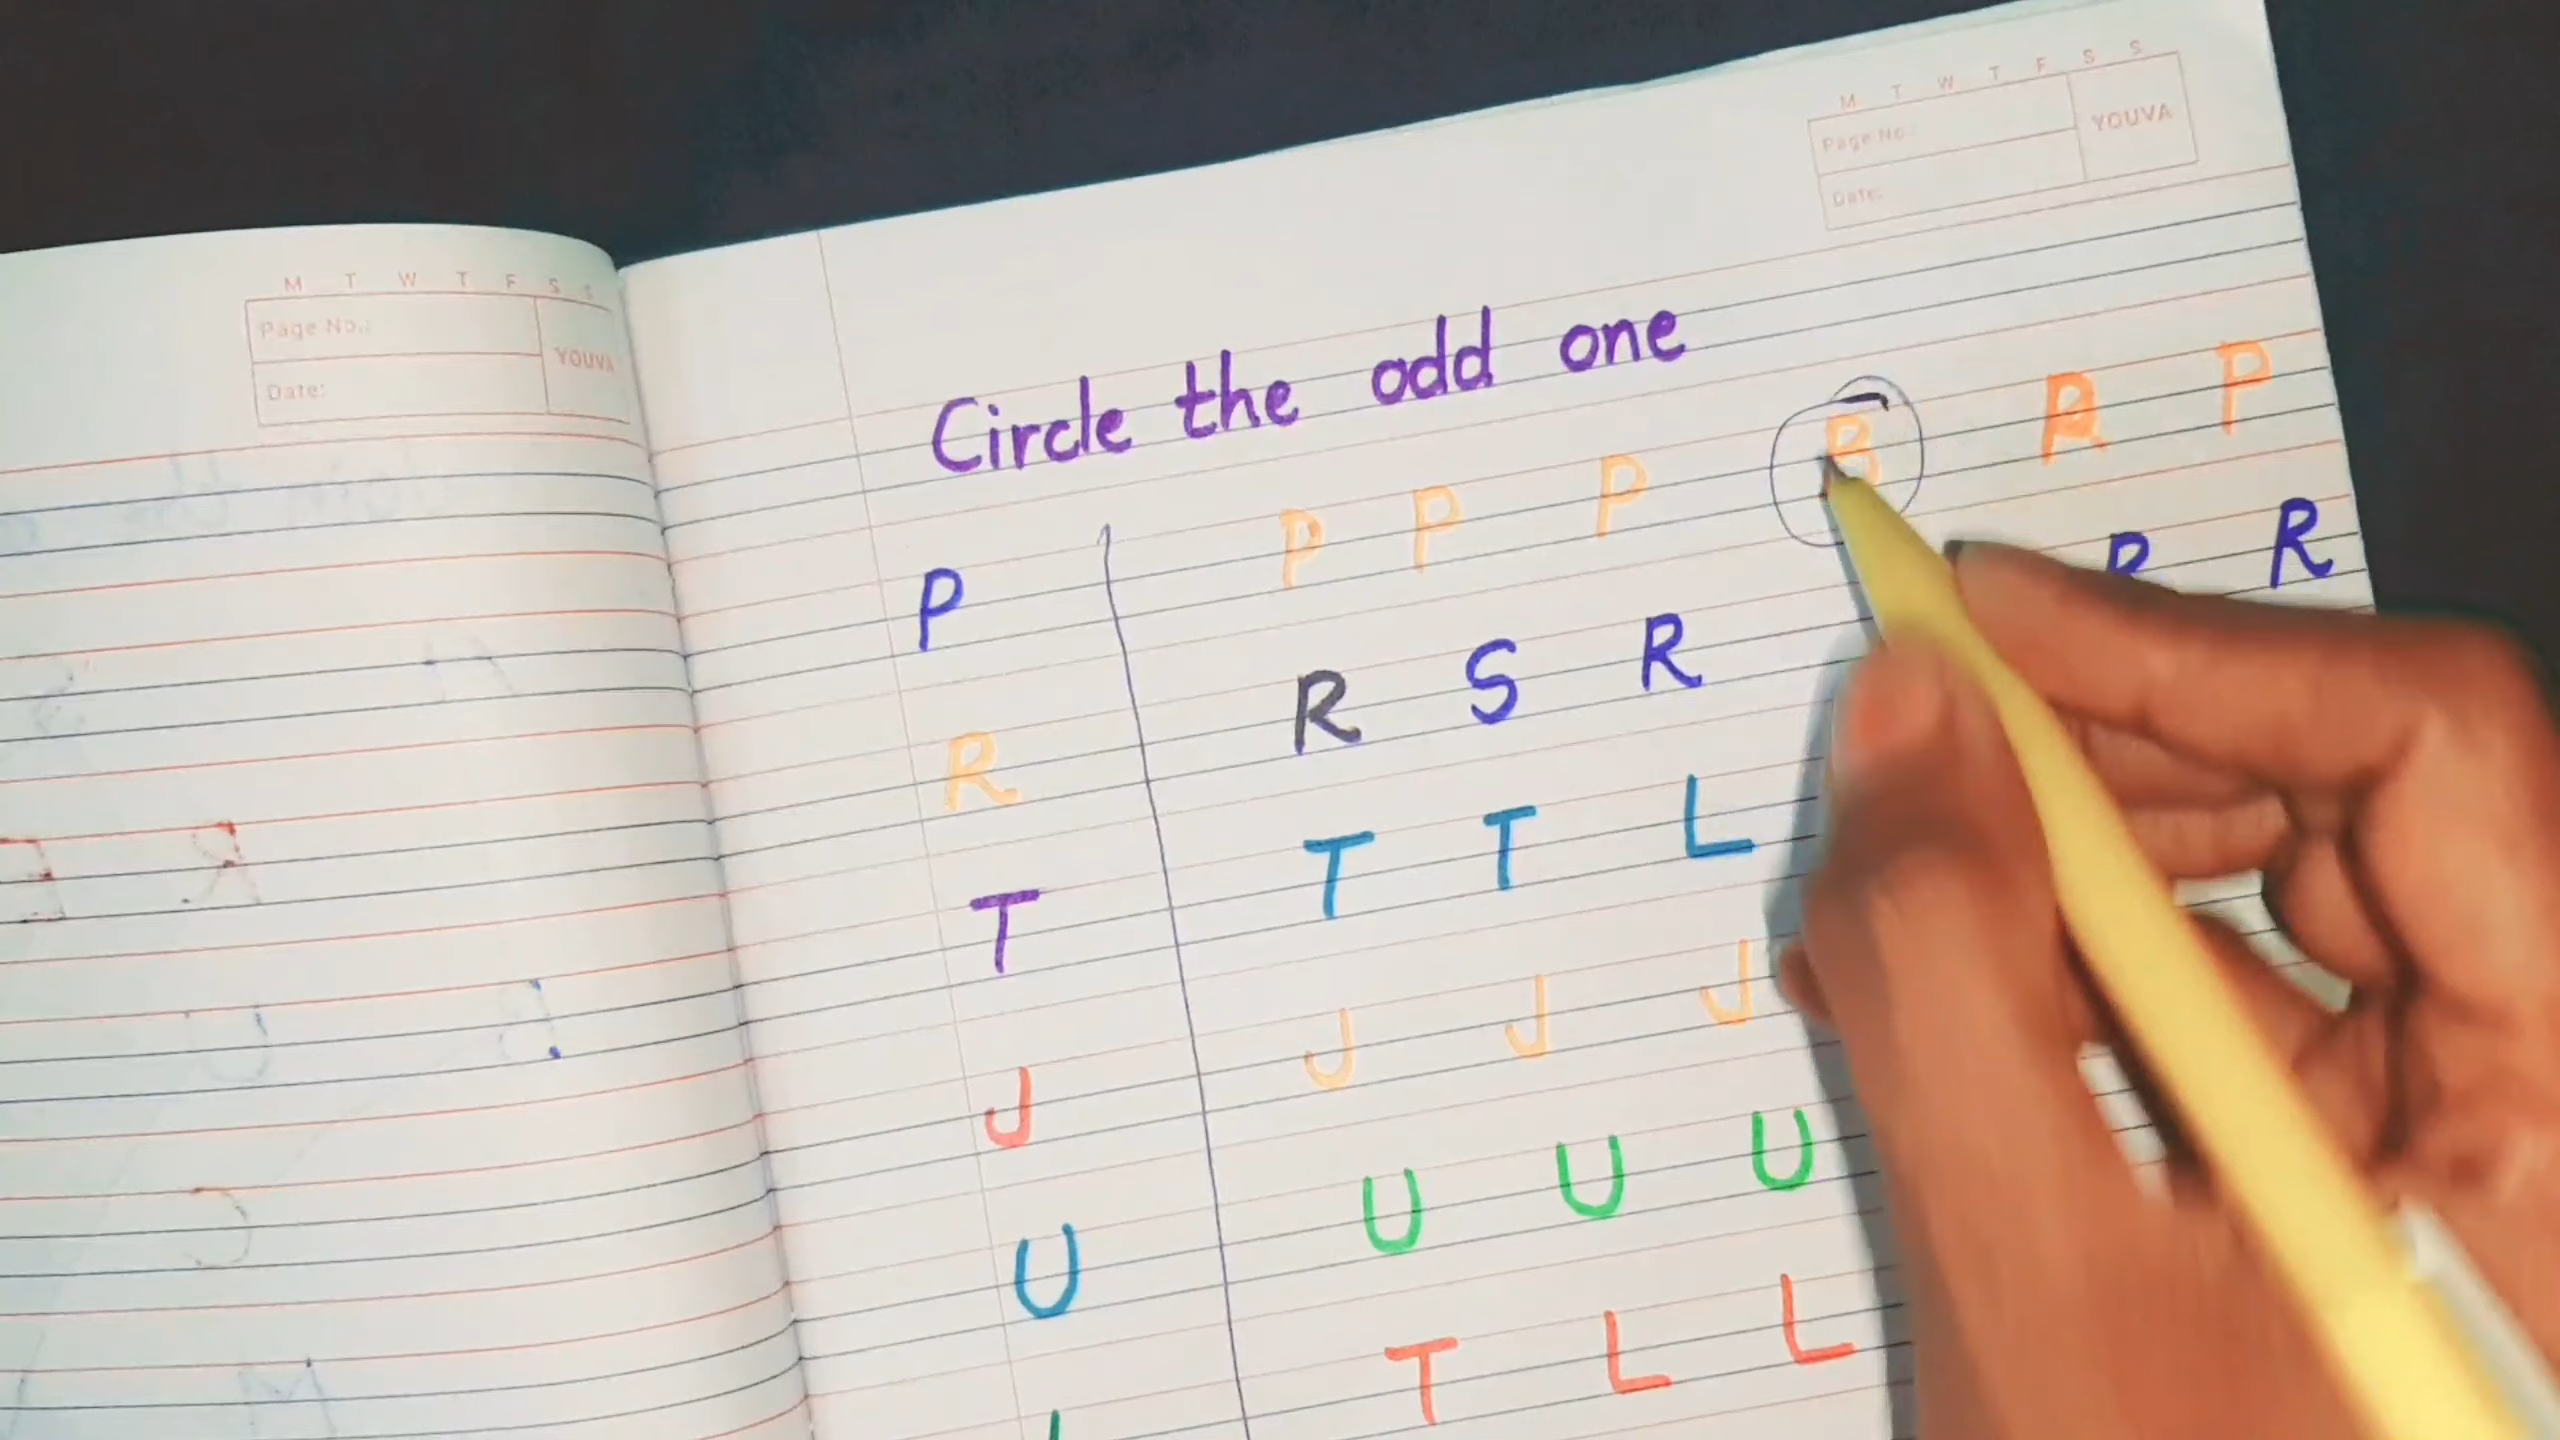 M T W T F S S
Page No.:
YOUVA
Date:
M T W T F S S
Page No.:
YOUVA
Date:
Circle the odd one
P P P P B R P
R R S R R R
T T T L
J J J J
U U U U
T L L